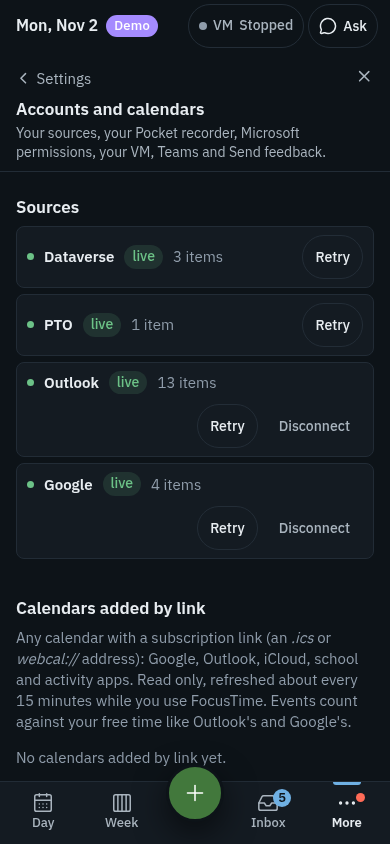 Mon, Nov 2 Demo VM Stopped Ask
Settings
Accounts and calendars
Your sources, your Pocket recorder, Microsoft
permissions, your VM, Teams and Send feedback.
Sources
Dataverse live 3 items Retry
PTO live 1 item Retry
Outlook live 13 items
Retry Disconnect
Google live 4 items
Retry Disconnect
Calendars added by link
Any calendar with a subscription link (an .ics or
webcal:// address): Google, Outlook, iCloud, school
and activity apps. Read only, refreshed about every
15 minutes while you use FocusTime. Events count
against your free time like Outlook's and Google's.
No calendars added by link yet.
5
Day Week Inbox More